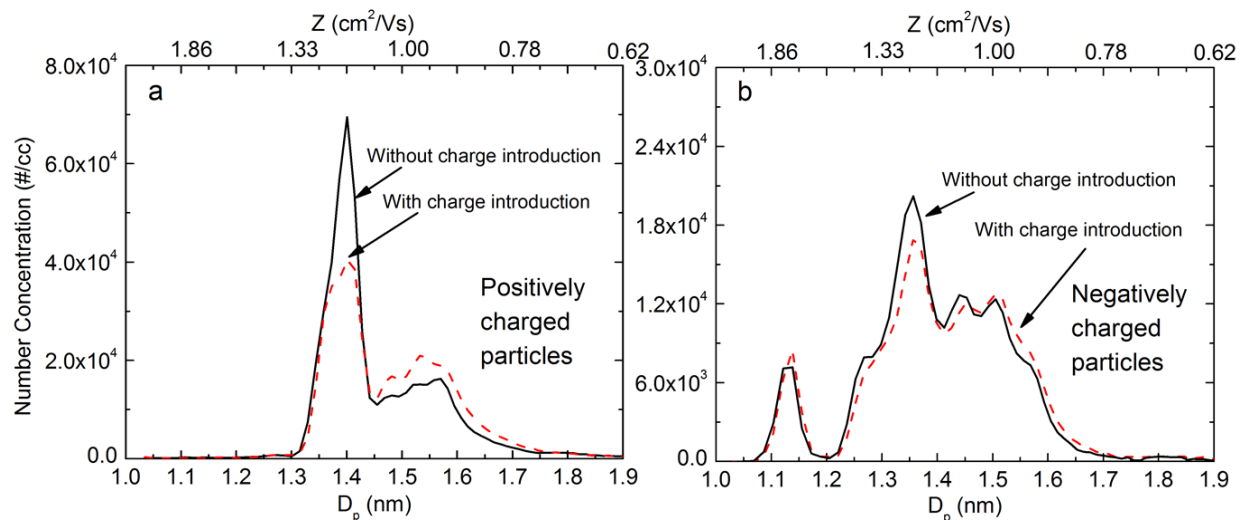 Z (cm²/Vs)
1.86 1.33 1.00 0.78 0.62
8.0x10⁴
6.0x10⁴
4.0x10⁴
2.0x10⁴
0.0
Number Concentration (#/cc)
a
Without charge introduction
With charge introduction
Positively
charged
particles
1.0 1.1 1.2 1.3 1.4 1.5 1.6 1.7 1.8 1.9
Dₚ (nm)
Z (cm²/Vs)
1.86 1.33 1.00 0.78 0.62
3.0x10⁴
2.4x10⁴
1.8x10⁴
1.2x10⁴
6.0x10³
0.0
b
Without charge introduction
With charge introduction
Negatively
charged
particles
1.0 1.1 1.2 1.3 1.4 1.5 1.6 1.7 1.8 1.9
Dₚ (nm)